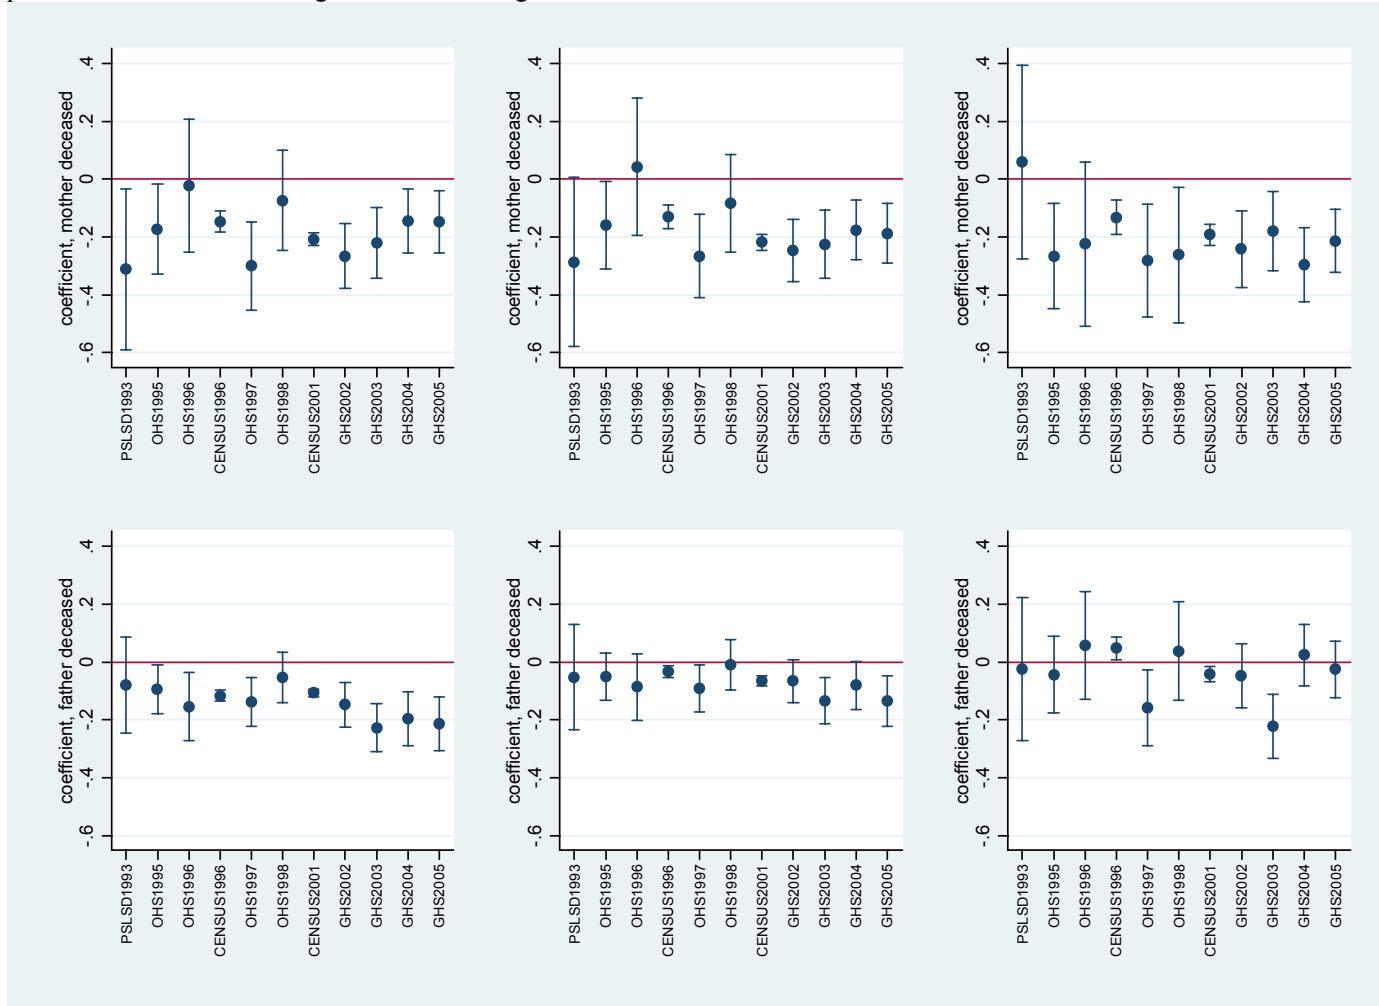 coefficient, mother deceased
.4
.2
0
-.2
-.4
-.6
PSLSD1993
OHS1995
OHS1996
CENSUS1996
OHS1997
OHS1998
CENSUS2001
GHS2002
GHS2003
GHS2004
GHS2005
coefficient, mother deceased
.4
.2
0
-.2
-.4
-.6
PSLSD1993
OHS1995
OHS1996
CENSUS1996
OHS1997
OHS1998
CENSUS2001
GHS2002
GHS2003
GHS2004
GHS2005
coefficient, mother deceased
.4
.2
0
-.2
-.4
-.6
PSLSD1993
OHS1995
OHS1996
CENSUS1996
OHS1997
OHS1998
CENSUS2001
GHS2002
GHS2003
GHS2004
GHS2005
coefficient, father deceased
.4
.2
0
-.2
-.4
-.6
PSLSD1993
OHS1995
OHS1996
CENSUS1996
OHS1997
OHS1998
CENSUS2001
GHS2002
GHS2003
GHS2004
GHS2005
coefficient, father deceased
.4
.2
0
-.2
-.4
-.6
PSLSD1993
OHS1995
OHS1996
CENSUS1996
OHS1997
OHS1998
CENSUS2001
GHS2002
GHS2003
GHS2004
GHS2005
coefficient, father deceased
.4
.2
0
-.2
-.4
-.6
PSLSD1993
OHS1995
OHS1996
CENSUS1996
OHS1997
OHS1998
CENSUS2001
GHS2002
GHS2003
GHS2004
GHS2005